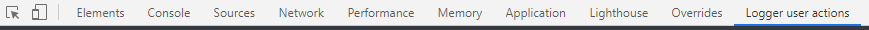 Elements Console Sources Network Performance Memory Application Lighthouse Overrides Logger user actions